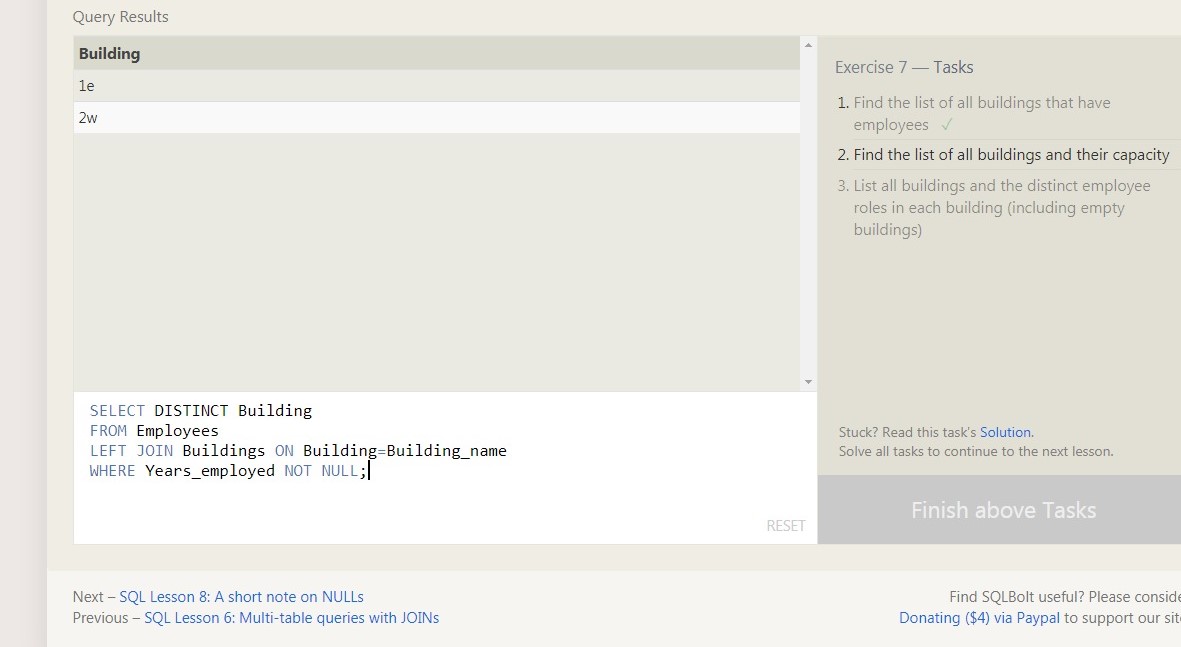 Query Results
Building
1e
2w
Exercise 7 — Tasks
1. Find the list of all buildings that have
employees ✓
2. Find the list of all buildings and their capacity
3. List all buildings and the distinct employee
roles in each building (including empty
buildings)
Stuck? Read this task's Solution.
Solve all tasks to continue to the next lesson.
Finish above Tasks
SELECT DISTINCT Building
FROM Employees
LEFT JOIN Buildings ON Building=Building_name
WHERE Years_employed NOT NULL;
RESET
Next – SQL Lesson 8: A short note on NULLs
Previous – SQL Lesson 6: Multi-table queries with JOINs
Find SQLBolt useful? Please conside
Donating ($4) via Paypal to support our sit